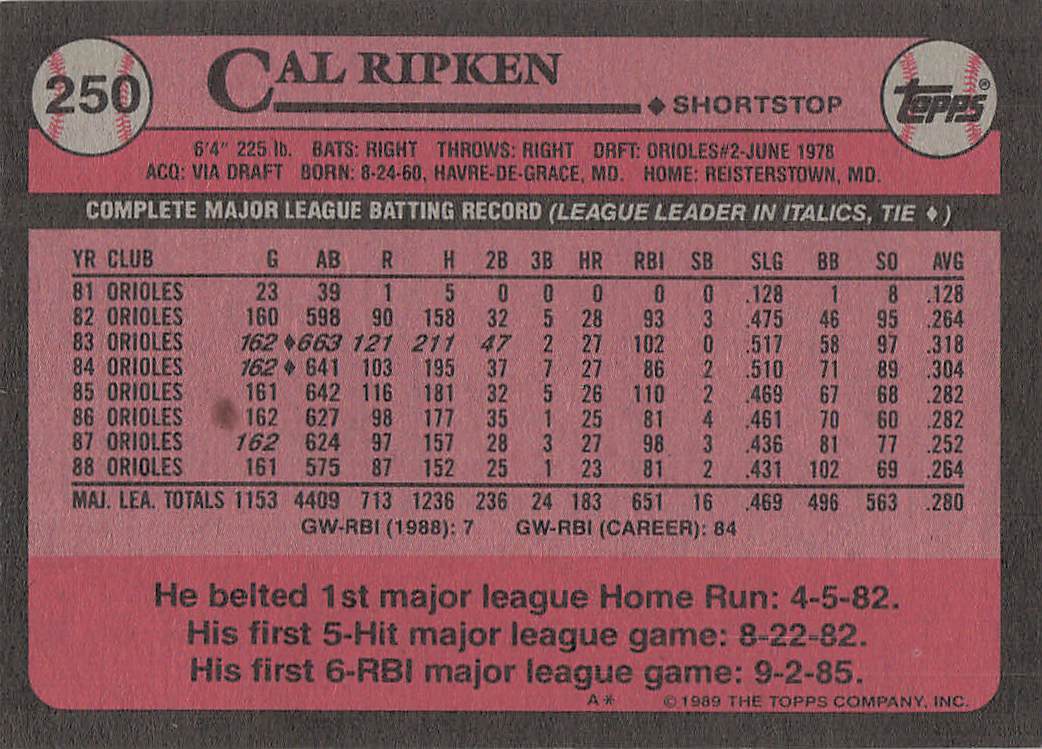 250
CAL RIPKEN
♦ SHORTSTOP
TOPPS®
6'4" 225 lb. BATS: RIGHT THROWS: RIGHT DRFT: ORIOLES#2-JUNE 1978
ACQ: VIA DRAFT BORN: 8-24-60, HAVRE-DE-GRACE, MD. HOME: REISTERSTOWN, MD.
COMPLETE MAJOR LEAGUE BATTING RECORD (LEAGUE LEADER IN ITALICS, TIE ♦)
YR CLUB G AB R H 2B 3B HR RBI SB SLG BB SO AVG
81 ORIOLES 23 39 1 5 0 0 0 0 0 .128 1 8 .128
82 ORIOLES 160 598 90 158 32 5 28 93 3 .475 46 95 .264
83 ORIOLES 162 ♦663 121 211 47 2 27 102 0 .517 58 97 .318
84 ORIOLES 162 ♦ 641 103 195 37 7 27 86 2 .510 71 89 .304
85 ORIOLES 161 642 116 181 32 5 26 110 2 .469 67 68 .282
86 ORIOLES 162 627 98 177 35 1 25 81 4 .461 70 60 .282
87 ORIOLES 162 624 97 157 28 3 27 98 3 .436 81 77 .252
88 ORIOLES 161 575 87 152 25 1 23 81 2 .431 102 69 .264
MAJ. LEA. TOTALS 1153 4409 713 1236 236 24 183 651 16 .469 496 563 .280
GW-RBI (1988): 7 GW-RBI (CAREER): 84
He belted 1st major league Home Run: 4-5-82.
His first 5-Hit major league game: 8-22-82.
His first 6-RBI major league game: 9-2-85.
A* © 1989 THE TOPPS COMPANY, INC.